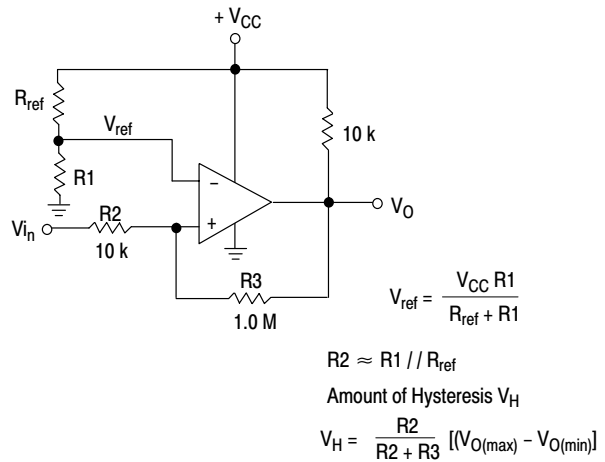 + VCC
Rref
Vref
10 k
R1
−
+
VO
Vin
R2
10 k
R3
1.0 M
Vref = VCC R1 / Rref + R1
R2 ≈ R1 // Rref
Amount of Hysteresis VH
VH = R2 / R2 + R3 [(VO(max) − VO(min)]